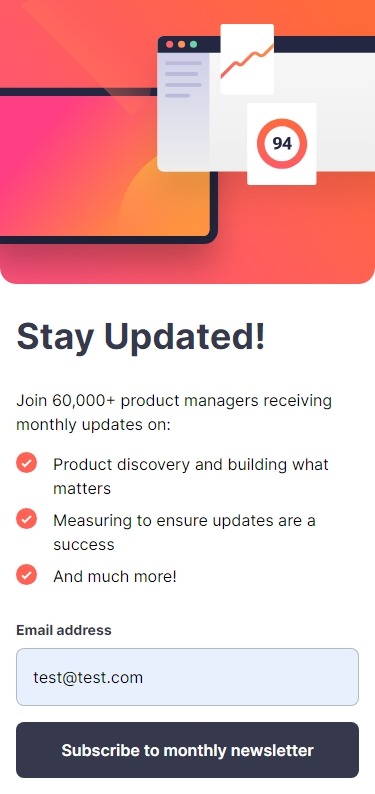 94
Stay Updated!
Join 60,000+ product managers receiving
monthly updates on:
Product discovery and building what
matters
Measuring to ensure updates are a
success
And much more!
Email address
test@test.com
Subscribe to monthly newsletter